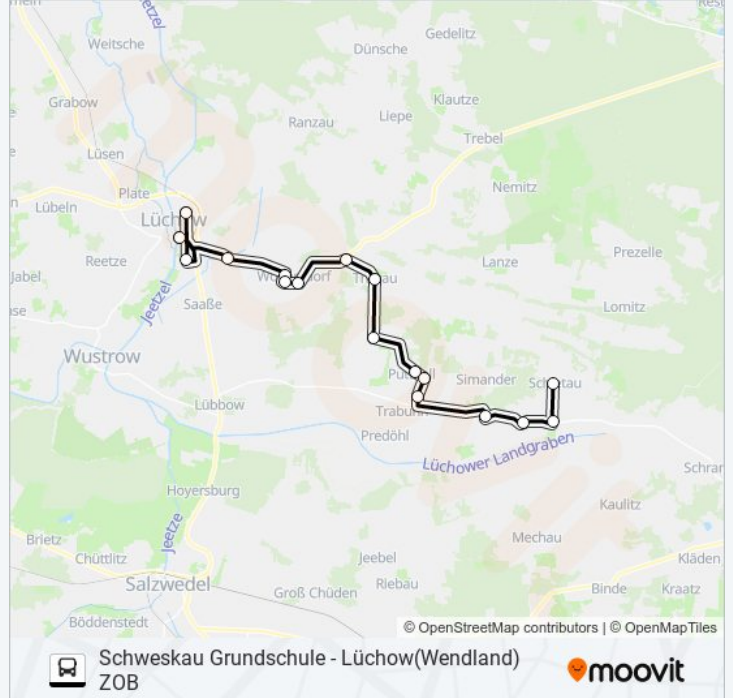 Jeetzel
Gedelitz
Weitsche
Dünsche
Grabow
Klautze
Liepe
Ranzau
Trebel
Lüsen
Nemitz
Plate
Lübeln
Lüchow
Reetze
Lanze
Prezelle
Jabel
Jeetzel
Saaße
Lomitz
Wustrow
Simander
Lübbow
Predöhl
Lüchower Landgraben
Schrar
Hoyersburg
Kaulitz
Jeetze
Mechau
Brietz
Chüttlitz
Jeebel
Kläden
Salzwedel
Riebau
Groß Chüden
Binde
Kraatz
Böddenstedt
© OpenStreetMap contributors | © OpenMapTiles
Schweskau Grundschule - Lüchow(Wendland)
ZOB
moovit